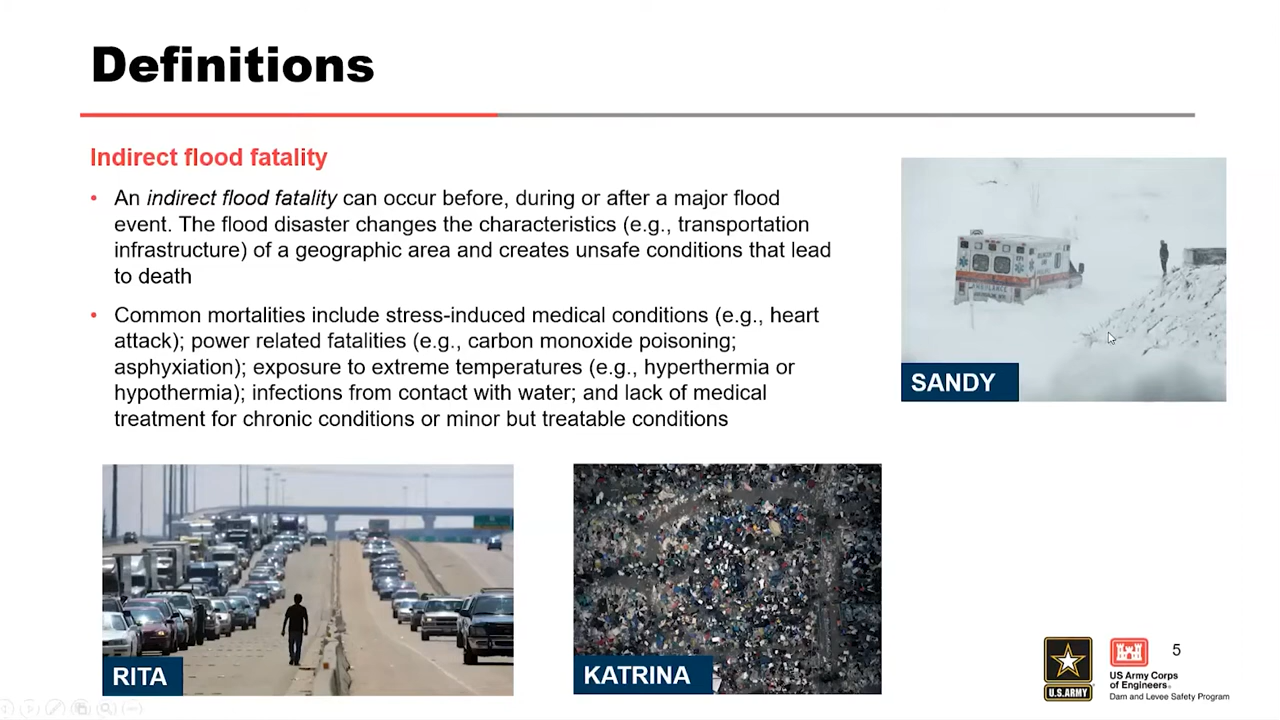 Definitions
Indirect flood fatality
• An indirect flood fatality can occur before, during or after a major flood
event. The flood disaster changes the characteristics (e.g., transportation
infrastructure) of a geographic area and creates unsafe conditions that lead
to death
• Common mortalities include stress-induced medical conditions (e.g., heart
attack); power related fatalities (e.g., carbon monoxide poisoning;
asphyxiation); exposure to extreme temperatures (e.g., hyperthermia or
hypothermia); infections from contact with water; and lack of medical
treatment for chronic conditions or minor but treatable conditions
AMBULANCE
SANDY
RITA
KATRINA
U.S.ARMY
US Army Corps
of Engineers®
Dam and Levee Safety Program
5